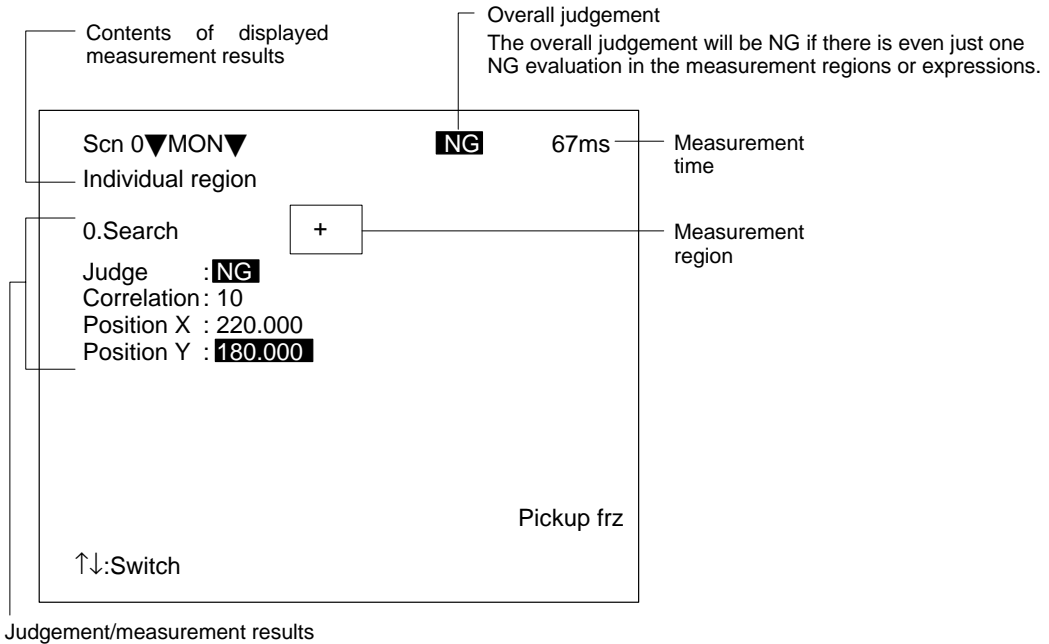 Overall judgement
The overall judgement will be NG if there is even just one
NG evaluation in the measurement regions or expressions.
Contents of displayed
measurement results
Scn 0▼MON▼ NG 67ms
Measurement
time
Individual region
0.Search +
Measurement
region
Judge : NG
Correlation : 10
Position X : 220.000
Position Y : 180.000
Pickup frz
↑↓:Switch
Judgement/measurement results